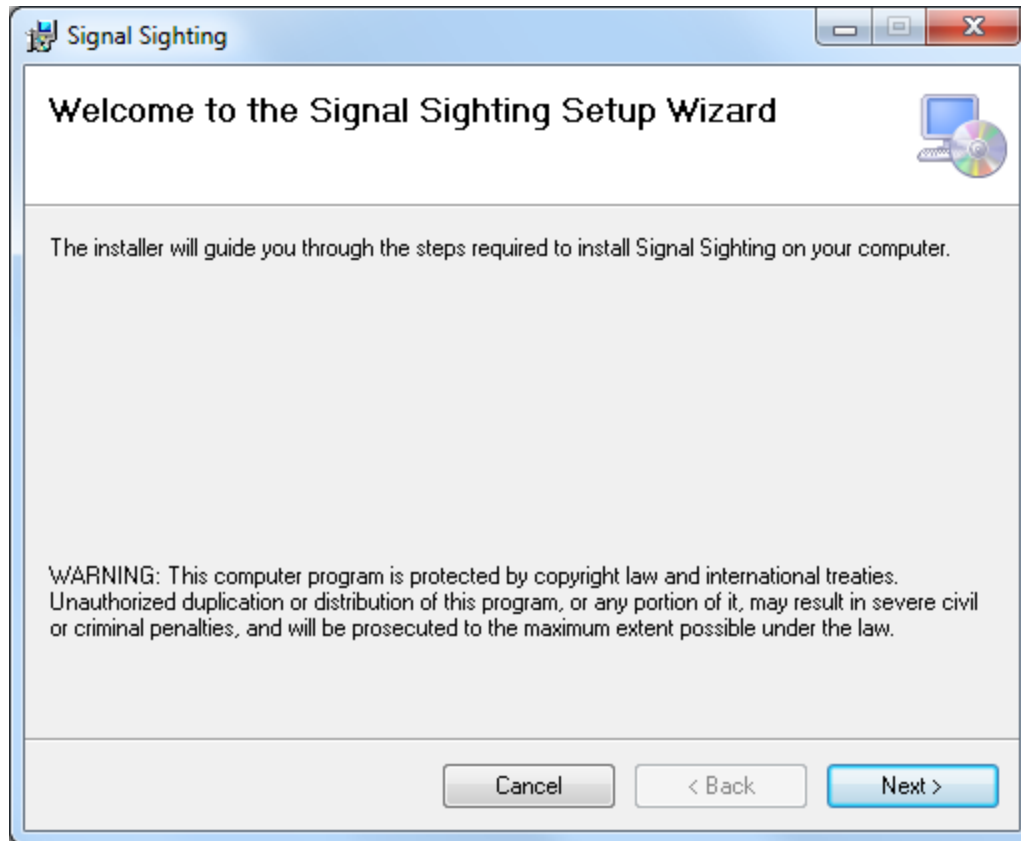 Signal Sighting
Welcome to the Signal Sighting Setup Wizard
The installer will guide you through the steps required to install Signal Sighting on your computer.
WARNING: This computer program is protected by copyright law and international treaties.
Unauthorized duplication or distribution of this program, or any portion of it, may result in severe civil
or criminal penalties, and will be prosecuted to the maximum extent possible under the law.
Cancel < Back Next >